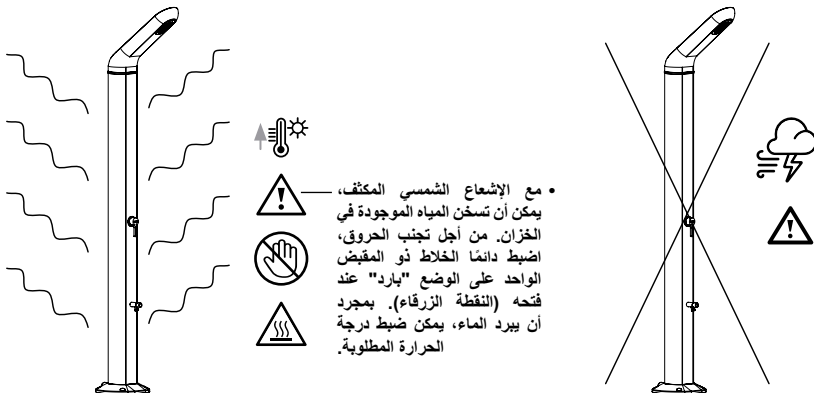 • مع الإشعاع الشمسي المكثف،
يمكن أن تسخن المياه الموجودة في
الخزان. من أجل تجنب الحروق،
اضبط دائمًا الخلاط ذو المقبض
الواحد على الوضع "بارد" عند
فتحه (النقطة الزرقاء). بمجرد
أن يبرد الماء، يمكن ضبط درجة
الحرارة المطلوبة.